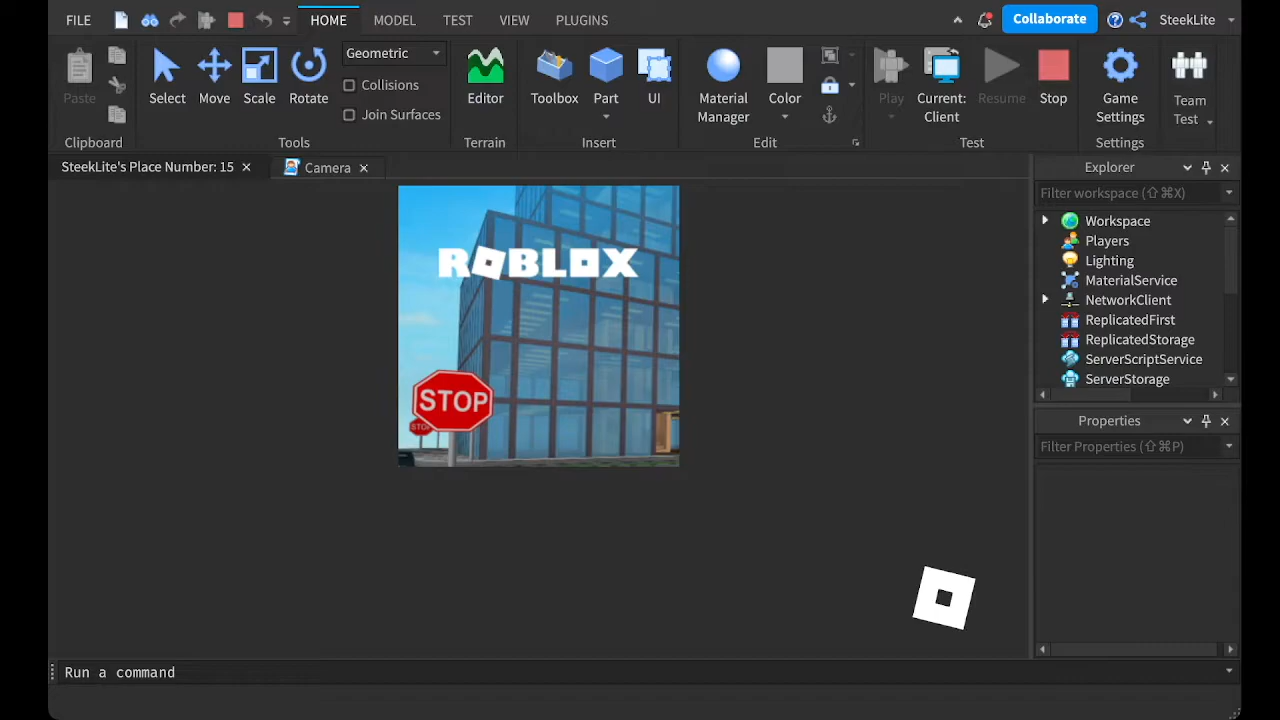 FILE HOME MODEL TEST VIEW PLUGINS Collaborate SteekLite
Paste
Clipboard
Select Move Scale Rotate
Geometric
Collisions
Join Surfaces
Tools
Editor
Terrain
Toolbox Part UI
Insert
Material
Manager
Color
Edit
Play
Current:
Client
Resume Stop
Test
Game
Settings
Settings
Team
Test
SteekLite's Place Number: 15 Camera
ROBLOX
STOP
STOP
Explorer
Filter workspace (⇧⌘X)
Workspace
Players
Lighting
MaterialService
NetworkClient
ReplicatedFirst
ReplicatedStorage
ServerScriptService
ServerStorage
Properties
Filter Properties (⇧⌘P)
Run a command